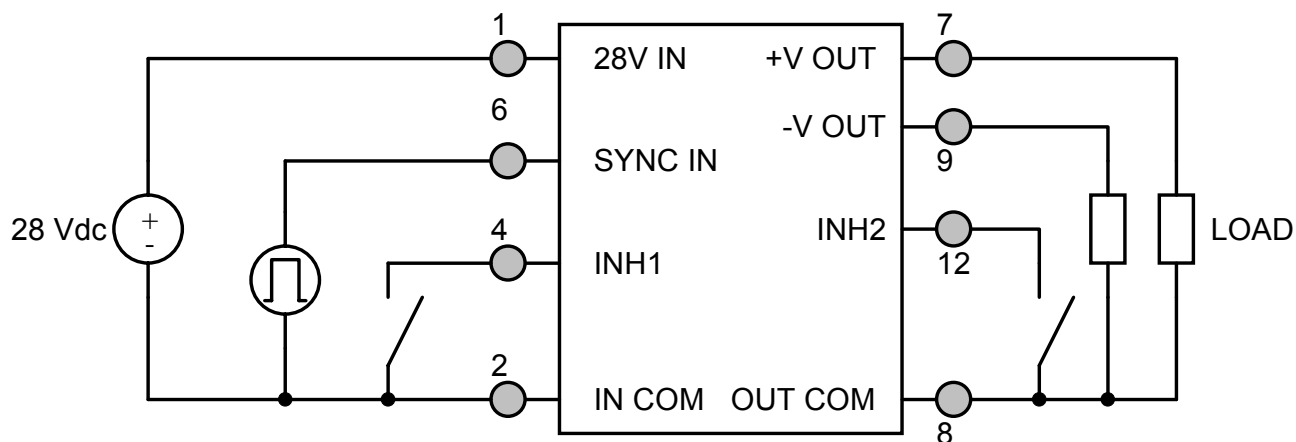 1
7
28V IN
+V OUT
6
-V OUT
SYNC IN
9
28 Vdc
+
-
4
INH1
INH2
LOAD
12
2
IN COM
OUT COM
8